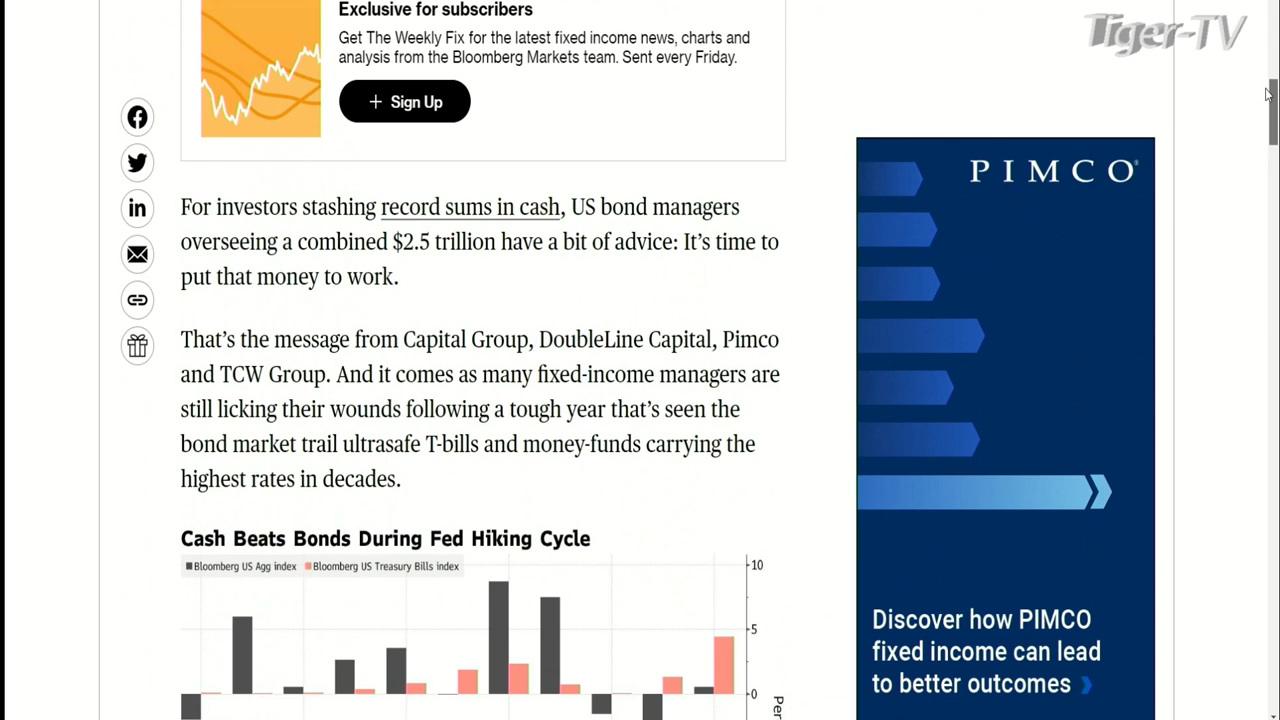 Tiger-TV
Exclusive for subscribers
Get The Weekly Fix for the latest fixed income news, charts and
analysis from the Bloomberg Markets team. Sent every Friday.
+ Sign Up
For investors stashing record sums in cash, US bond managers
overseeing a combined $2.5 trillion have a bit of advice: It’s time to
put that money to work.
That’s the message from Capital Group, DoubleLine Capital, Pimco
and TCW Group. And it comes as many fixed-income managers are
still licking their wounds following a tough year that’s seen the
bond market trail ultrasafe T-bills and money-funds carrying the
highest rates in decades.
Cash Beats Bonds During Fed Hiking Cycle
Bloomberg US Agg index Bloomberg US Treasury Bills index
10
5
0
Per
PIMCO®
Discover how PIMCO
fixed income can lead
to better outcomes